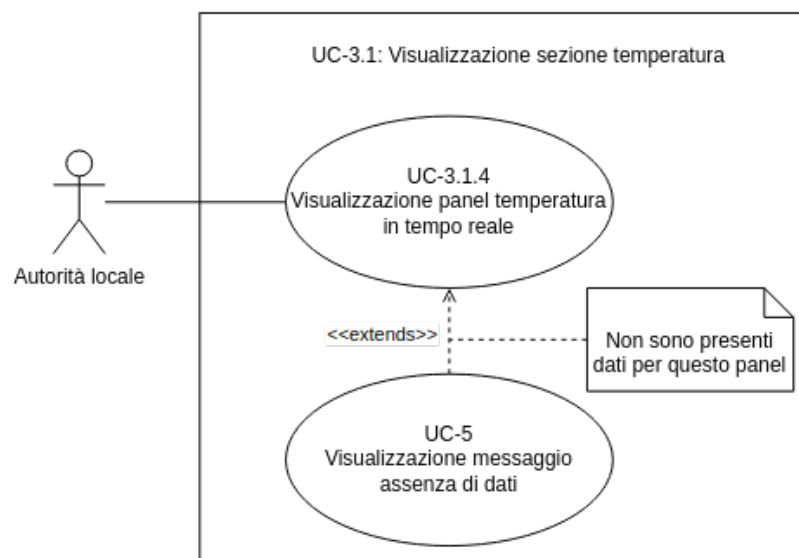 UC-3.1: Visualizzazione sezione temperatura
UC-3.1.4
Visualizzazione panel temperatura
in tempo reale
Autorità locale
<<extends>>
Non sono presenti
dati per questo panel
UC-5
Visualizzazione messaggio
assenza di dati